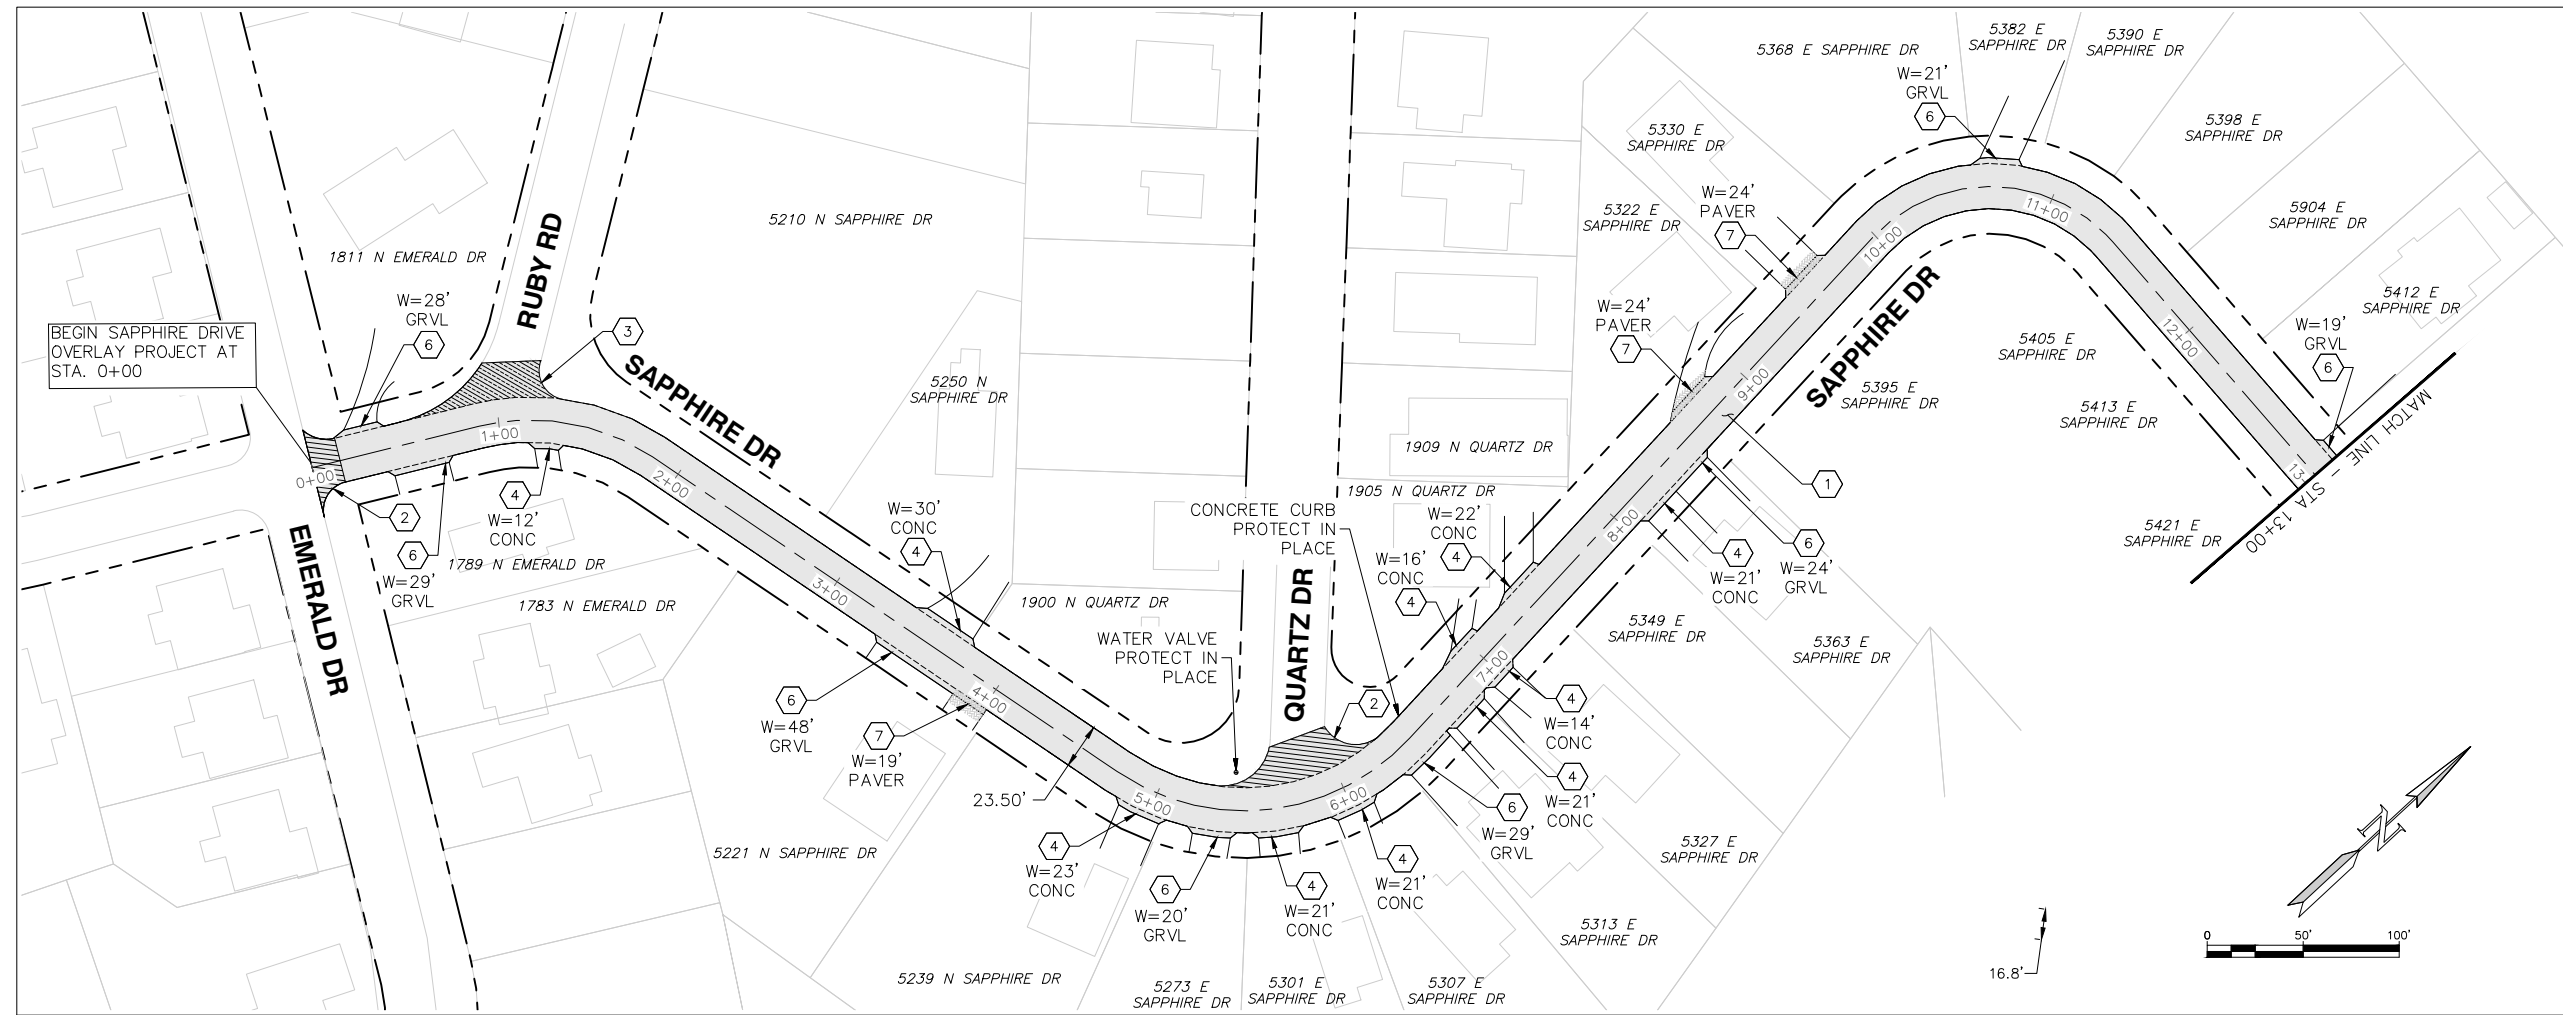 5368 E SAPPHIRE DR
5382 E
SAPPHIRE DR
5390 E
SAPPHIRE DR
W=21'
GRVL
6
5398 E
SAPPHIRE DR
5330 E
SAPPHIRE DR
W=24'
PAVER
7
5322 E
SAPPHIRE DR
5904 E
SAPPHIRE DR
5210 N SAPPHIRE DR
1811 N EMERALD DR
RUBY RD
W=28'
GRVL
6
3
BEGIN SAPPHIRE DRIVE
OVERLAY PROJECT AT
STA. 0+00
SAPPHIRE DR
5250 N
SAPPHIRE DR
W=24'
PAVER
7
10+00
11+00
SAPPHIRE DR
5412 E
SAPPHIRE DR
5405 E
SAPPHIRE DR
12+00
W=19'
GRVL
6
5395 E
SAPPHIRE DR
5413 E
SAPPHIRE DR
9+00
1909 N QUARTZ DR
1905 N QUARTZ DR
1
MATCH LINE - STA 13+00
13+
5421 E
SAPPHIRE DR
0+00
1+00
2+00
2
4
W=12'
CONC
6
W=29'
GRVL
1789 N EMERALD DR
1783 N EMERALD DR
EMERALD DR
W=30'
CONC
4
3+00
CONCRETE CURB
PROTECT IN
PLACE
W=22'
CONC
4
W=16'
CONC
4
8+00
4
W=21'
CONC
6
W=24'
GRVL
1900 N QUARTZ DR
WATER VALVE
PROTECT IN
PLACE
QUARTZ DR
5349 E
SAPPHIRE DR
5363 E
SAPPHIRE DR
7+00
6
W=48'
GRVL
4+00
7
W=19'
PAVER
2
4
W=14'
CONC
4
W=21'
CONC
23.50'
5+00
6+00
6
W=29'
GRVL
5221 N SAPPHIRE DR
4
W=23'
CONC
6
W=20'
GRVL
4
W=21'
CONC
4
W=21'
CONC
5327 E
SAPPHIRE DR
5313 E
SAPPHIRE DR
5239 N SAPPHIRE DR
5273 E
SAPPHIRE DR
5301 E
SAPPHIRE DR
5307 E
SAPPHIRE DR
N
16.8'
0 50' 100'